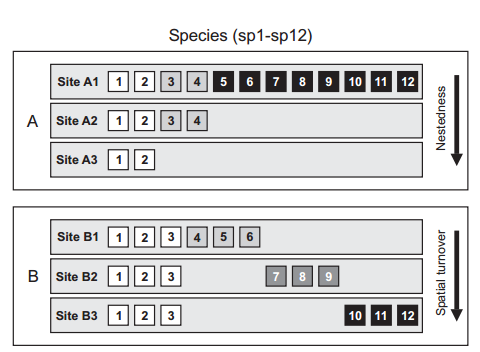 Species (sp1-sp12)
A
Site A1 1 2 3 4 5 6 7 8 9 10 11 12
Site A2 1 2 3 4
Site A3 1 2
Nestedness
B
Site B1 1 2 3 4 5 6
Site B2 1 2 3 7 8 9
Site B3 1 2 3 10 11 12
Spatial turnover